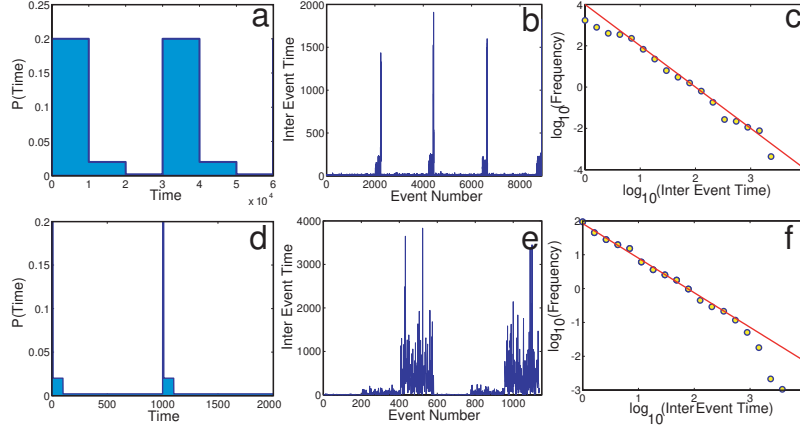 a
0.25
0.2
0.15
0.1
0.05
0
P(Time)
0 1 2 3 4 5 6
x 10^4
Time
b
2000
1500
1000
500
0
Inter Event Time
2000 4000 6000 8000
Event Number
c
4
2
0
-2
-4
log10(Frequency)
0 1 2 3
log10(Inter Event Time)
d
0.2
0.15
0.1
0.05
0
P(Time)
0 500 1000 1500 2000
Time
e
4000
3000
2000
1000
0
Inter Event Time
0 200 400 600 800 1000
Event Number
f
2
1
0
-1
-2
-3
log10(Frequency)
0 1 2 3
log10(Inter Event Time)